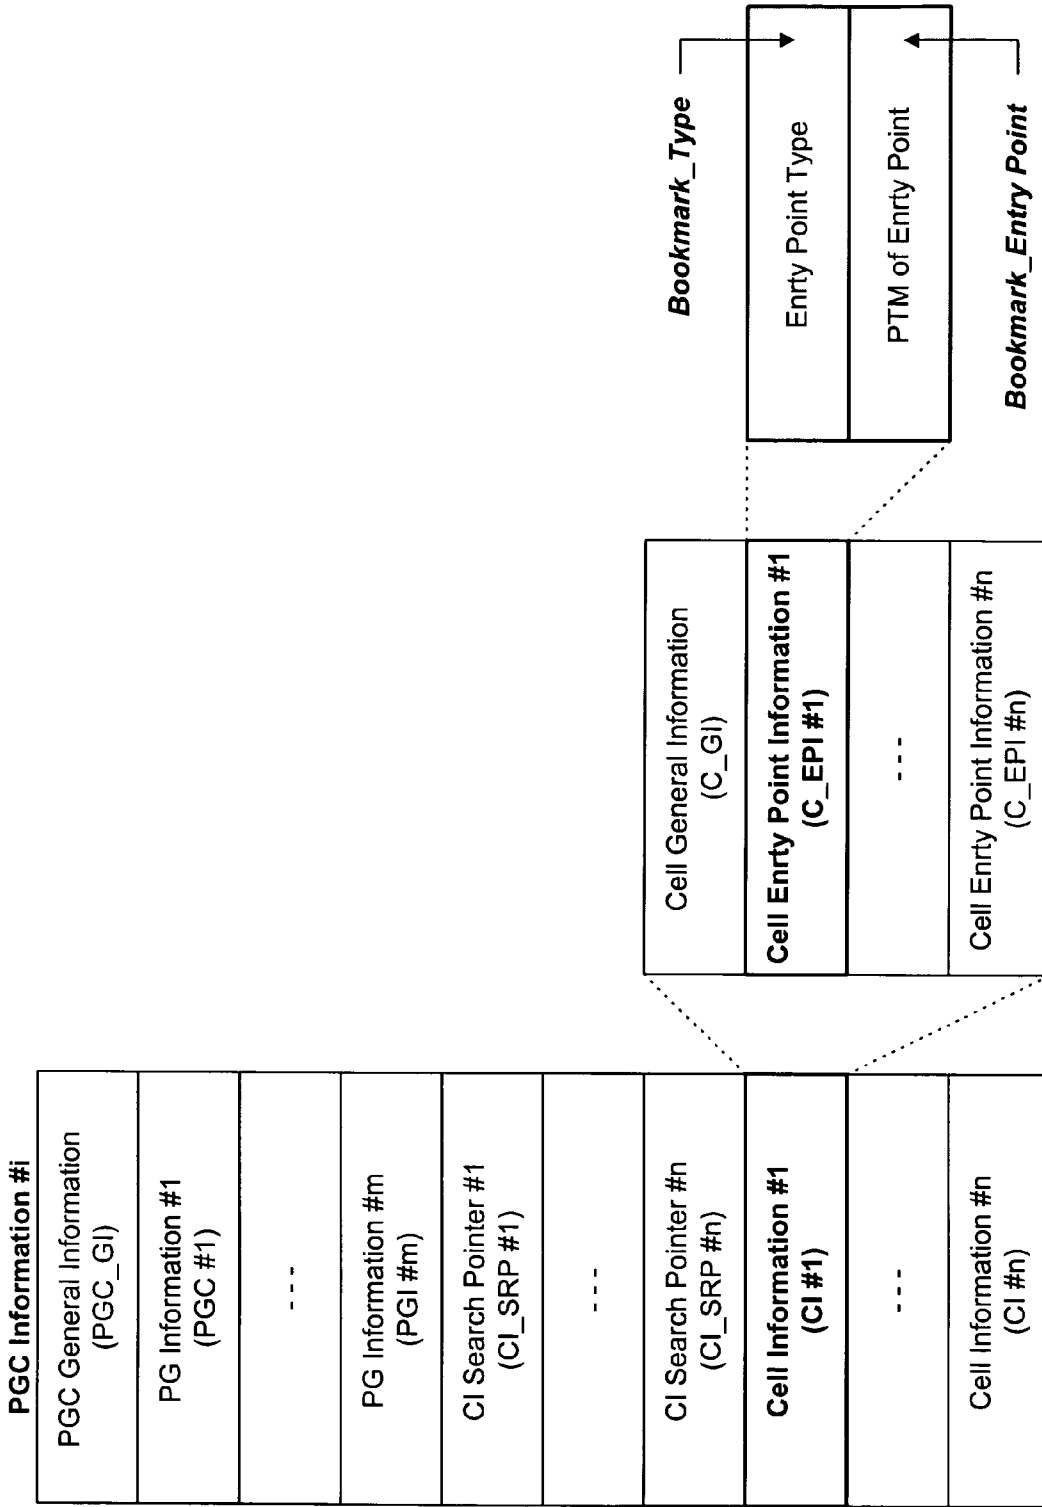 PGC Information #i
PGC General Information
(PGC_GI)
PG Information #1
(PGC #1)
- - -
PG Information #m
(PGI #m)
CI Search Pointer #1
(CI_SRP #1)
- - -
CI Search Pointer #n
(CI_SRP #n)
Cell Information #1
(CI #1)
- - -
Cell Information #n
(CI #n)
Cell General Information
(C_GI)
Cell Enrty Point Information #1
(C_EPI #1)
- - -
Cell Enrty Point Information #n
(C_EPI #n)
Bookmark_Type
Enrty Point Type
PTM of Enrty Point
Bookmark_Entry Point